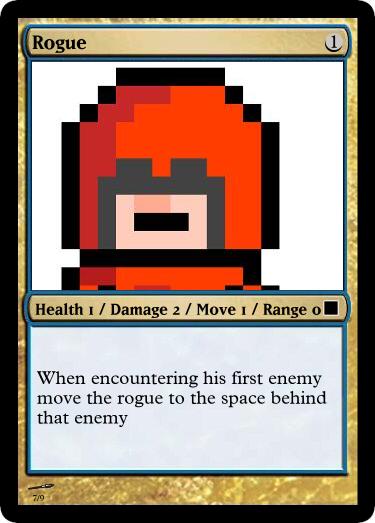 Rogue 1
Health 1 / Damage 2 / Move 1 / Range 0
When encountering his first enemy
move the rogue to the space behind
that enemy
7/9